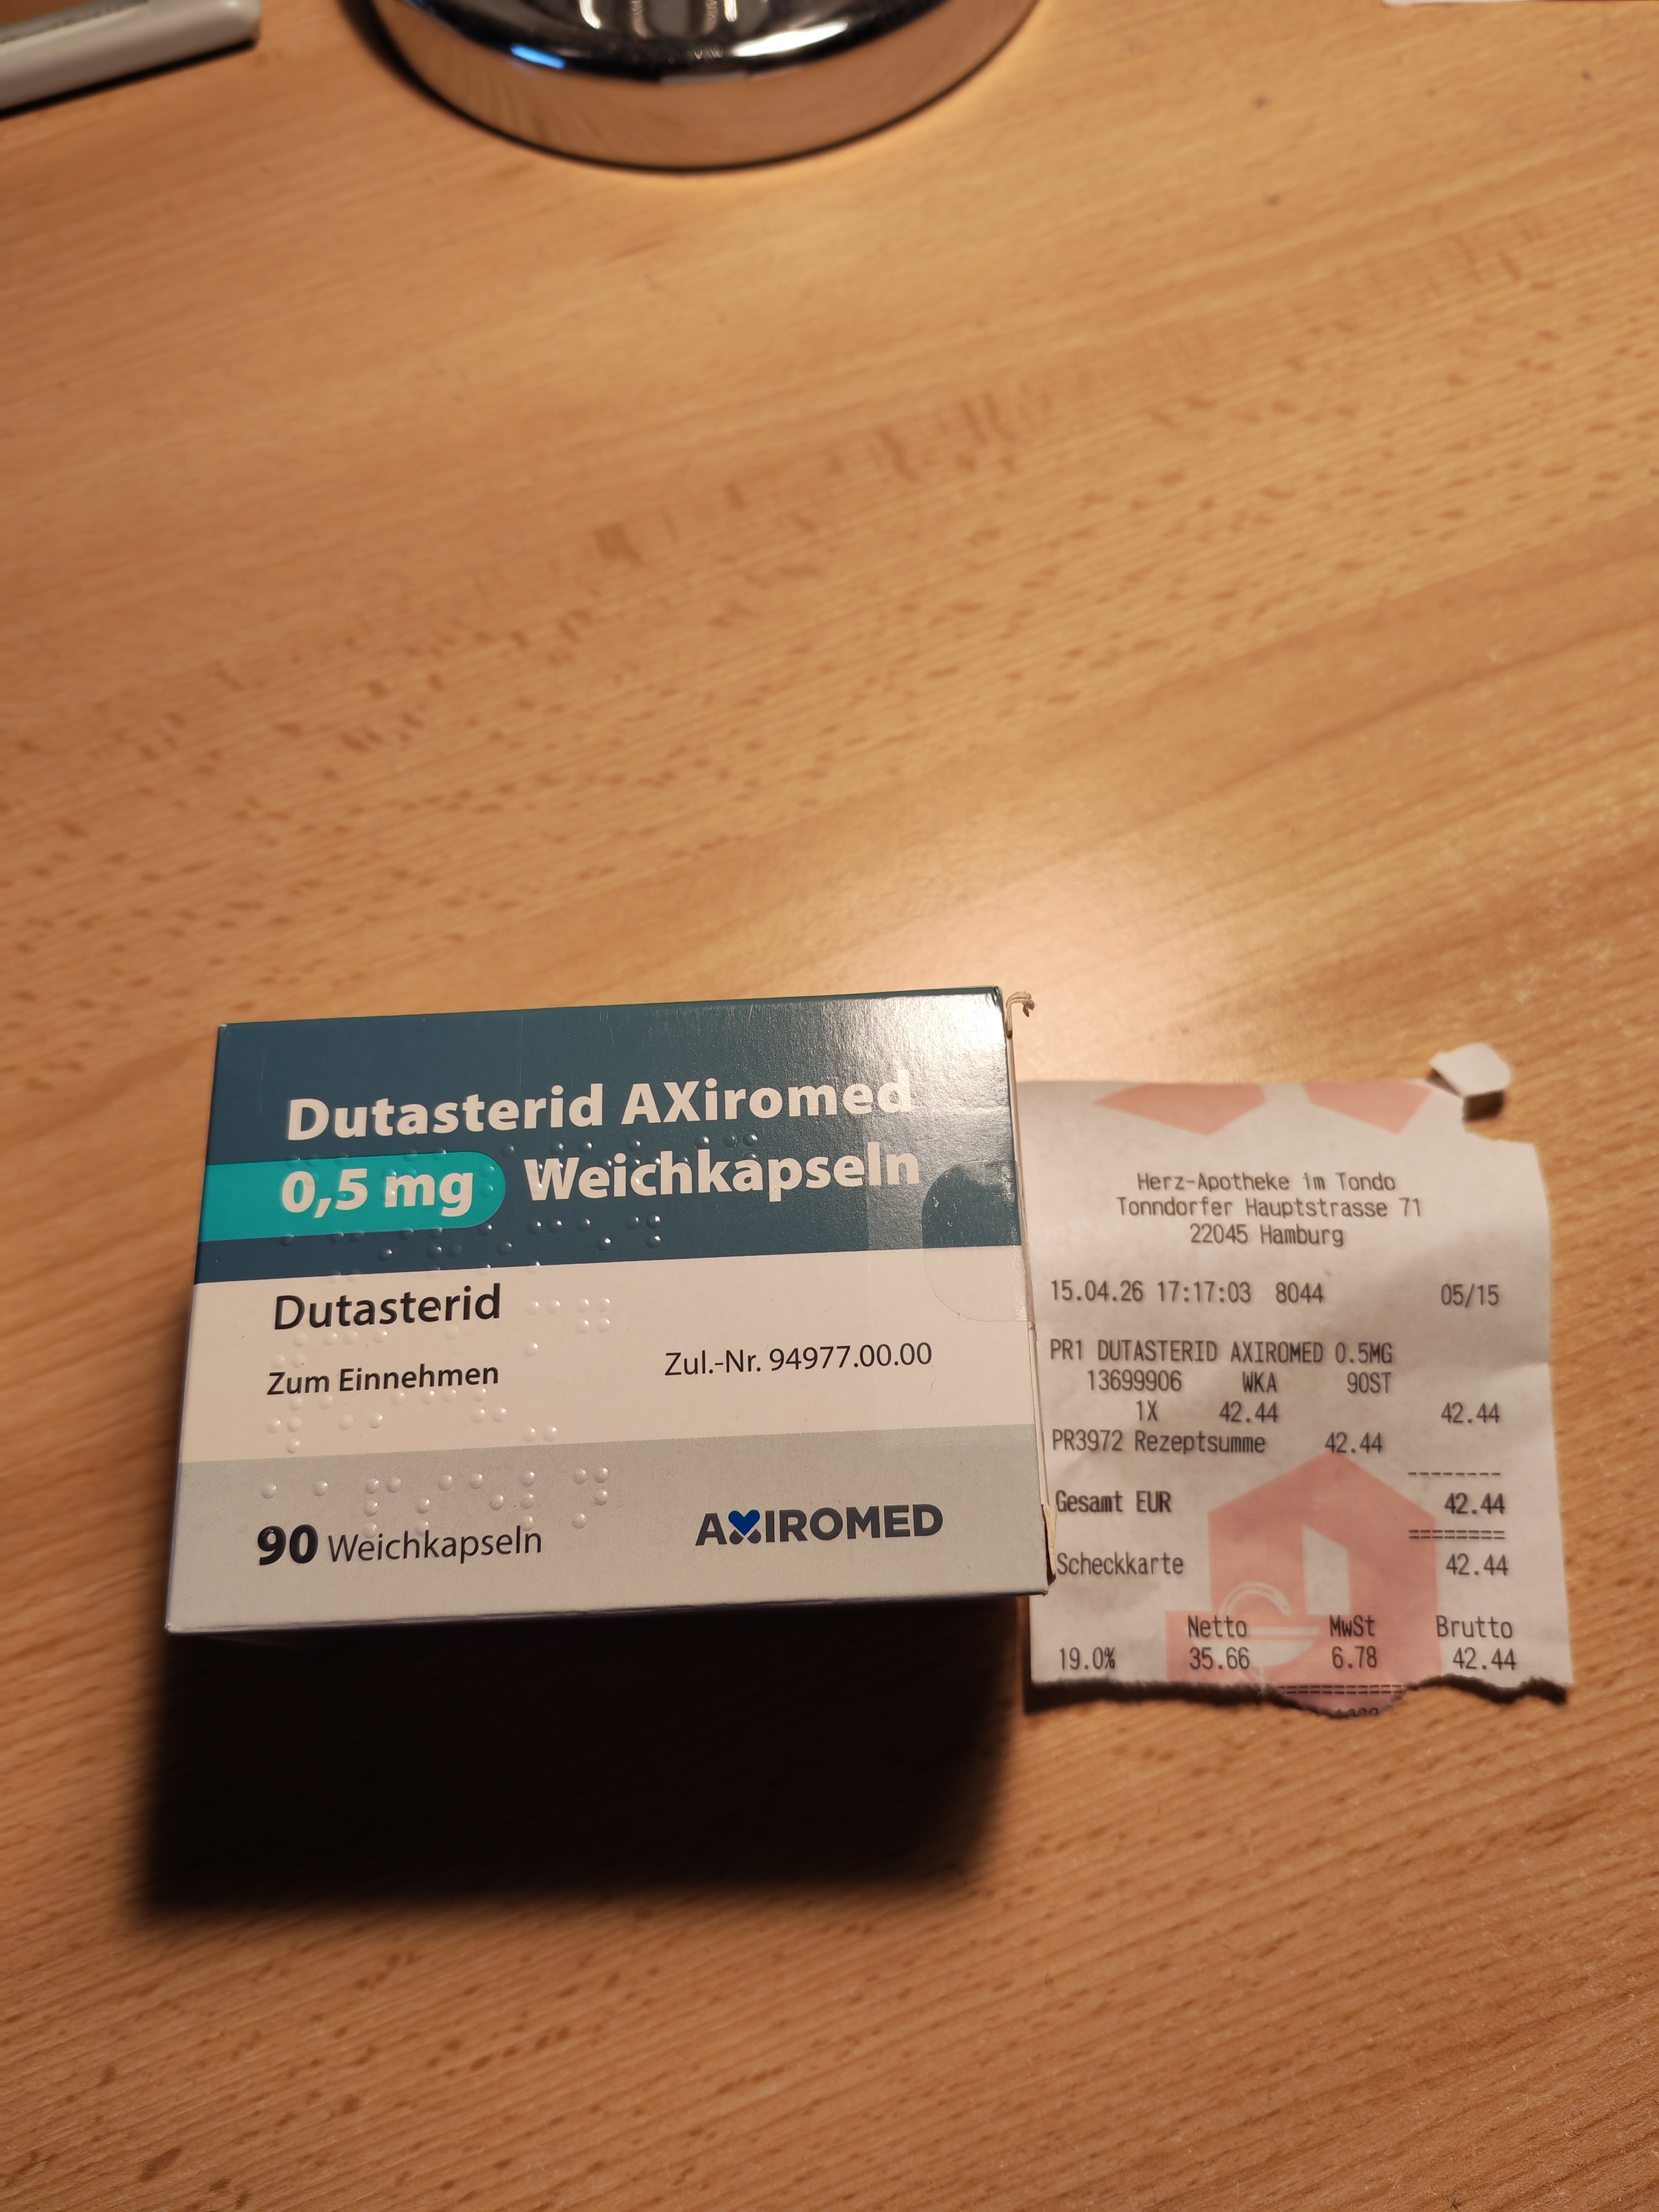 Dutasterid AXiromed
0,5 mg Weichkapseln
Dutasterid
Zum Einnehmen
Zul.-Nr. 94977.00.00
90 Weichkapseln
AXIROMED
Herz-Apotheke im Tondo
Tonndorfer Hauptstrasse 71
22045 Hamburg
15.04.26 17:17:03 8044 05/15
PR1 DUTASTERID AXIROMED 0.5MG
13699906 WKA 90ST
1X 42.44 42.44
PR3972 Rezeptsumme 42.44
--------
Gesamt EUR 42.44
========
Scheckkarte 42.44
Netto MwSt Brutto
19.0% 35.66 6.78 42.44